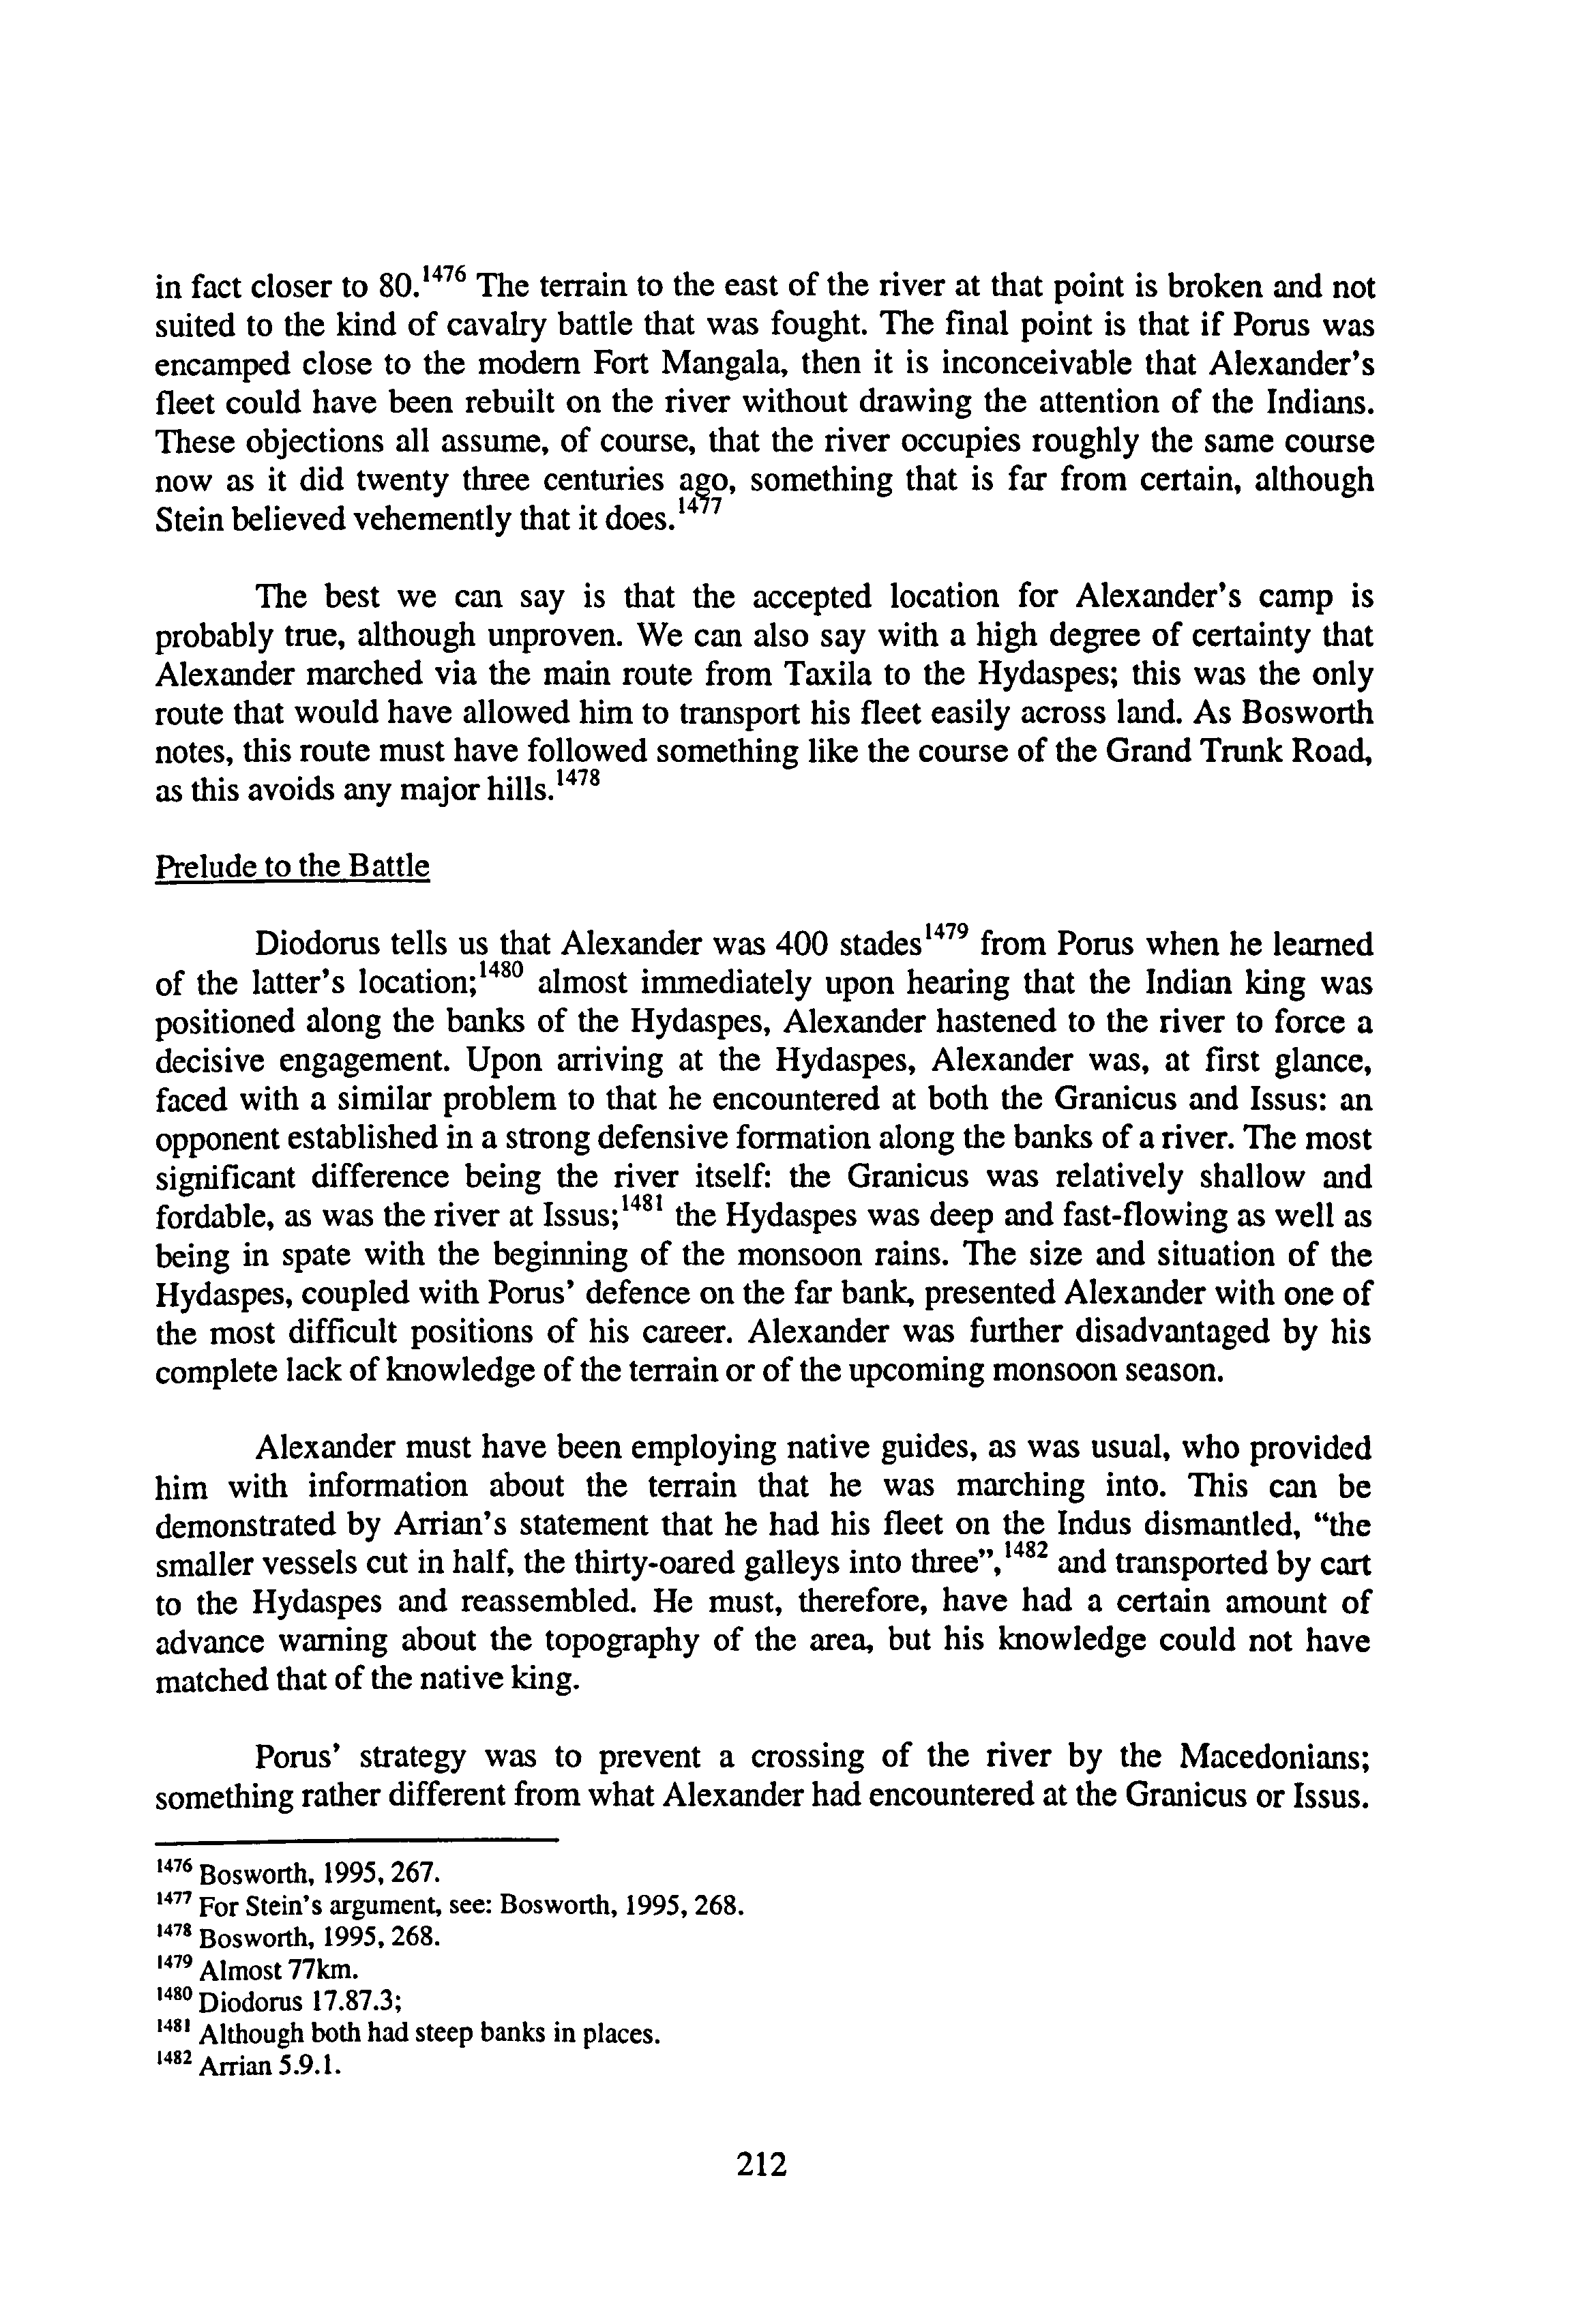 in fact closer to 80.1476 The terrain to the east of the river at that point is broken and not
suited to the kind of cavalry battle that was fought. The final point is that if Porus was
encamped close to the modern Fort Mangala, then it is inconceivable that Alexander's
fleet could have been rebuilt on the river without drawing the attention of the Indians.
These objections all assume, of course, that the river occupies roughly the same course
now as it did twenty three centuries ago, something that is far from certain, although
Stein believed vehemently that it does.1477
The best we can say is that the accepted location for Alexander's camp is
probably true, although unproven. We can also say with a high degree of certainty that
Alexander marched via the main route from Taxila to the Hydaspes; this was the only
route that would have allowed him to transport his fleet easily across land. As Bosworth
notes, this route must have followed something like the course of the Grand Trunk Road,
as this avoids any major hills.1478
Prelude to the Battle
Diodorus tells us that Alexander was 400 stades1479 from Porus when he learned
of the latter's location;1480 almost immediately upon hearing that the Indian king was
positioned along the banks of the Hydaspes, Alexander hastened to the river to force a
decisive engagement. Upon arriving at the Hydaspes, Alexander was, at first glance,
faced with a similar problem to that he encountered at both the Granicus and Issus: an
opponent established in a strong defensive formation along the banks of a river. The most
significant difference being the river itself: the Granicus was relatively shallow and
fordable, as was the river at Issus;1481 the Hydaspes was deep and fast-flowing as well as
being in spate with the beginning of the monsoon rains. The size and situation of the
Hydaspes, coupled with Porus' defence on the far bank, presented Alexander with one of
the most difficult positions of his career. Alexander was further disadvantaged by his
complete lack of knowledge of the terrain or of the upcoming monsoon season.
Alexander must have been employing native guides, as was usual, who provided
him with information about the terrain that he was marching into. This can be
demonstrated by Arrian's statement that he had his fleet on the Indus dismantled, "the
smaller vessels cut in half, the thirty-oared galleys into three",1482 and transported by cart
to the Hydaspes and reassembled. He must, therefore, have had a certain amount of
advance warning about the topography of the area, but his knowledge could not have
matched that of the native king.
Porus' strategy was to prevent a crossing of the river by the Macedonians;
something rather different from what Alexander had encountered at the Granicus or Issus.
1476 Bosworth, 1995, 267.
1477 For Stein's argument, see: Bosworth, 1995, 268.
1478 Bosworth, 1995, 268.
1479 Almost 77km.
1480 Diodorus 17.87.3;
1481 Although both had steep banks in places.
1482 Arrian 5.9.1.
212